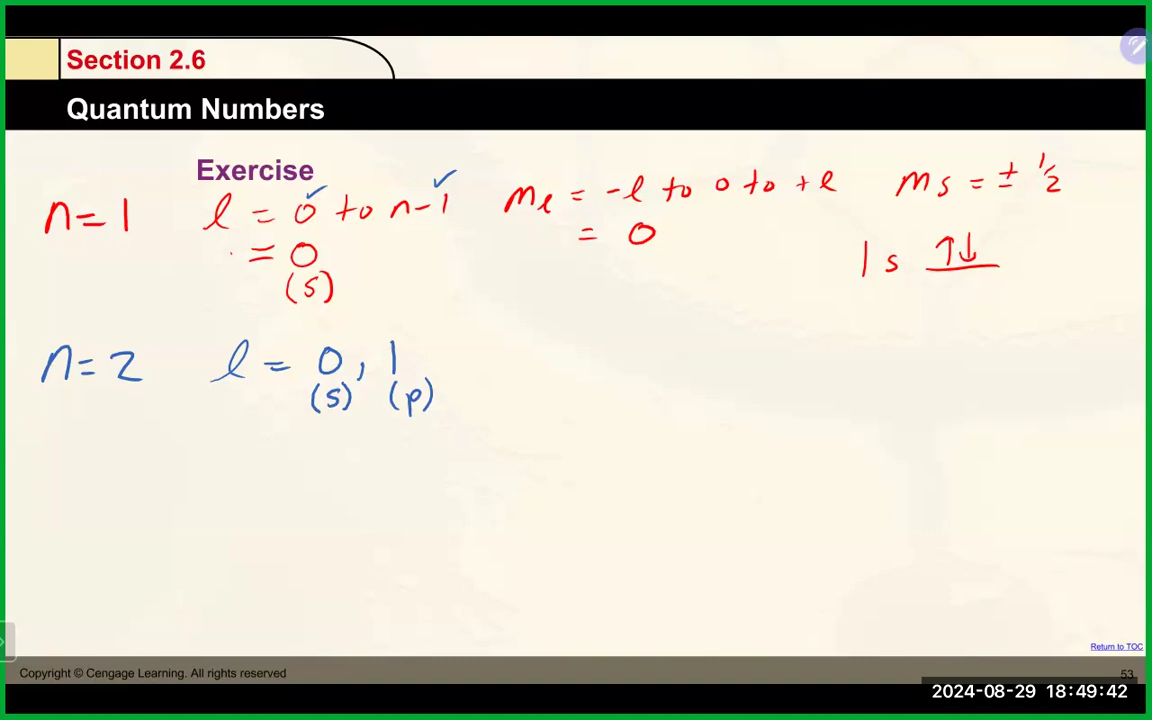 Section 2.6
Quantum Numbers
Exercise
n = 1 l = 0 to n-1 ml = -l to 0 to +l ms = ± 1/2
= 0 = 0 1s ↑↓
(s)
n = 2 l = 0, 1
(s) (p)
Return to TOC
Copyright © Cengage Learning. All rights reserved 53
2024-08-29 18:49:42